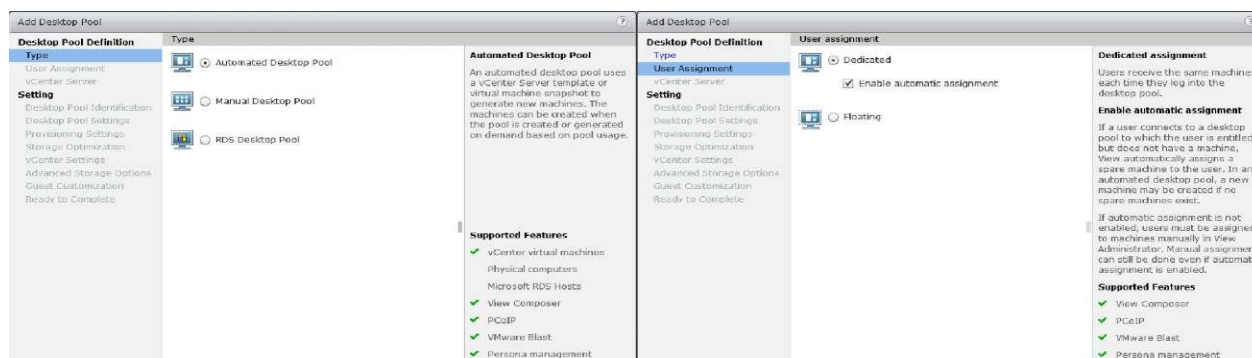 Add Desktop Pool
Desktop Pool Definition
Type
User Assignment
vCenter Server
Setting
Desktop Pool Identification
Desktop Pool Settings
Provisioning Settings
Storage Optimization
vCenter Settings
Advanced Storage Options
Guest Customization
Ready to Complete
Type
Automated Desktop Pool
Manual Desktop Pool
RDS Desktop Pool
Automated Desktop Pool
An automated desktop pool uses
a vCenter Server template or
virtual machine snapshot to
generate new machines. The
machines can be created when
the pool is created or generated
on demand based on pool usage.
Supported Features
vCenter virtual machines
Physical computers
Microsoft RDS Hosts
View Composer
PCoIP
VMware Blast
Persona management
Add Desktop Pool
Desktop Pool Definition
Type
User Assignment
vCenter Server
Setting
Desktop Pool Identification
Desktop Pool Settings
Provisioning Settings
Storage Optimization
vCenter Settings
Advanced Storage Options
Guest Customization
Ready to Complete
User assignment
Dedicated
Enable automatic assignment
Floating
Dedicated assignment
Users receive the same machine
each time they log into the
desktop pool.
Enable automatic assignment
If a user connects to a desktop
pool to which the user is entitled
but does not have a machine,
View automatically assigns a
spare machine to the user. In an
automated desktop pool, a new
machine may be created if no
spare machines exist.
If automatic assignment is not
enabled, users must be assigned
to machines manually in View
Administrator. Manual assignmen
can still be done even if automat
assignment is enabled.
Supported Features
View Composer
PCoIP
VMware Blast
Persona management